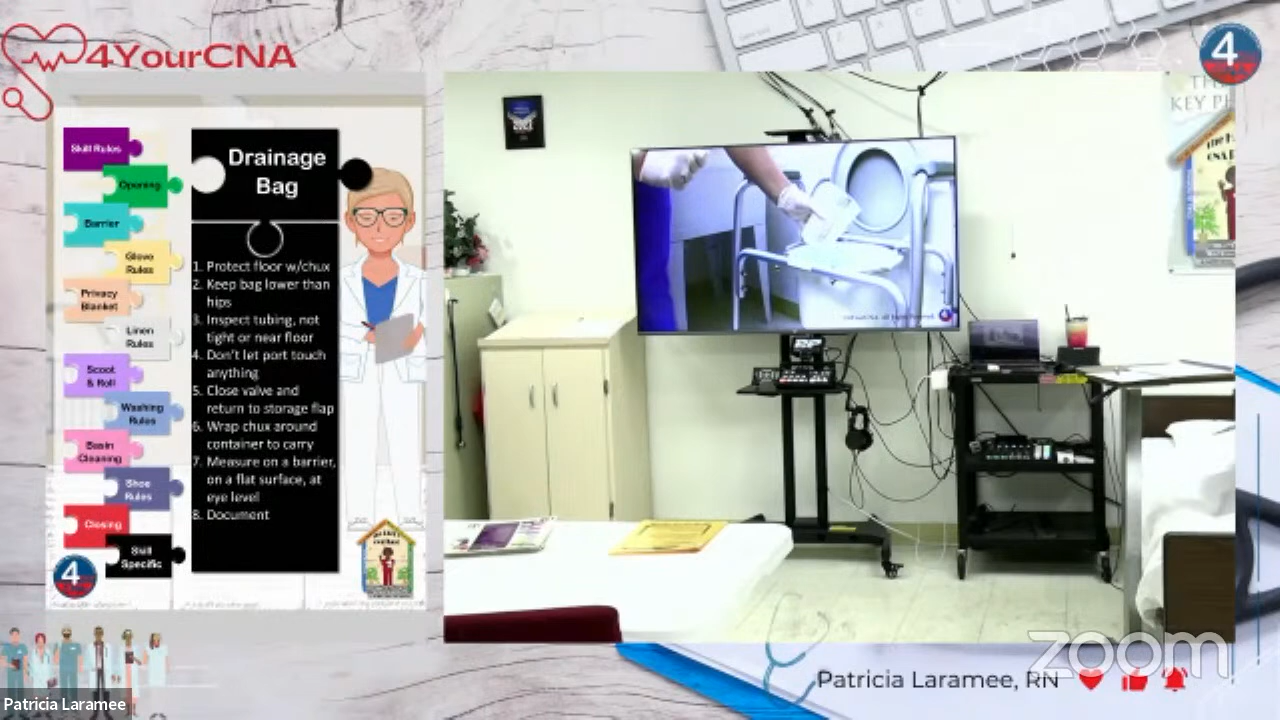 4YourCNA
4
Skill Rules
Opening
Barrier
Glove
Rules
Privacy
Blanket
Linen
Rules
Scoot
& Roll
Washing
Rules
Basin
Cleaning
Shoe
Rules
Closing
Skill
Specific
4
Drainage
Bag
1. Protect floor w/chux
2. Keep bag lower than
hips
3. Inspect tubing, not
tight or near floor
4. Don't let port touch
anything
5. Close valve and
return to storage flap
6. Wrap chux around
container to carry
7. Measure on a barrier,
on a flat surface, at
eye level
8. Document
KEY
zoom
Patricia Laramee, RN
Patricia Laramee